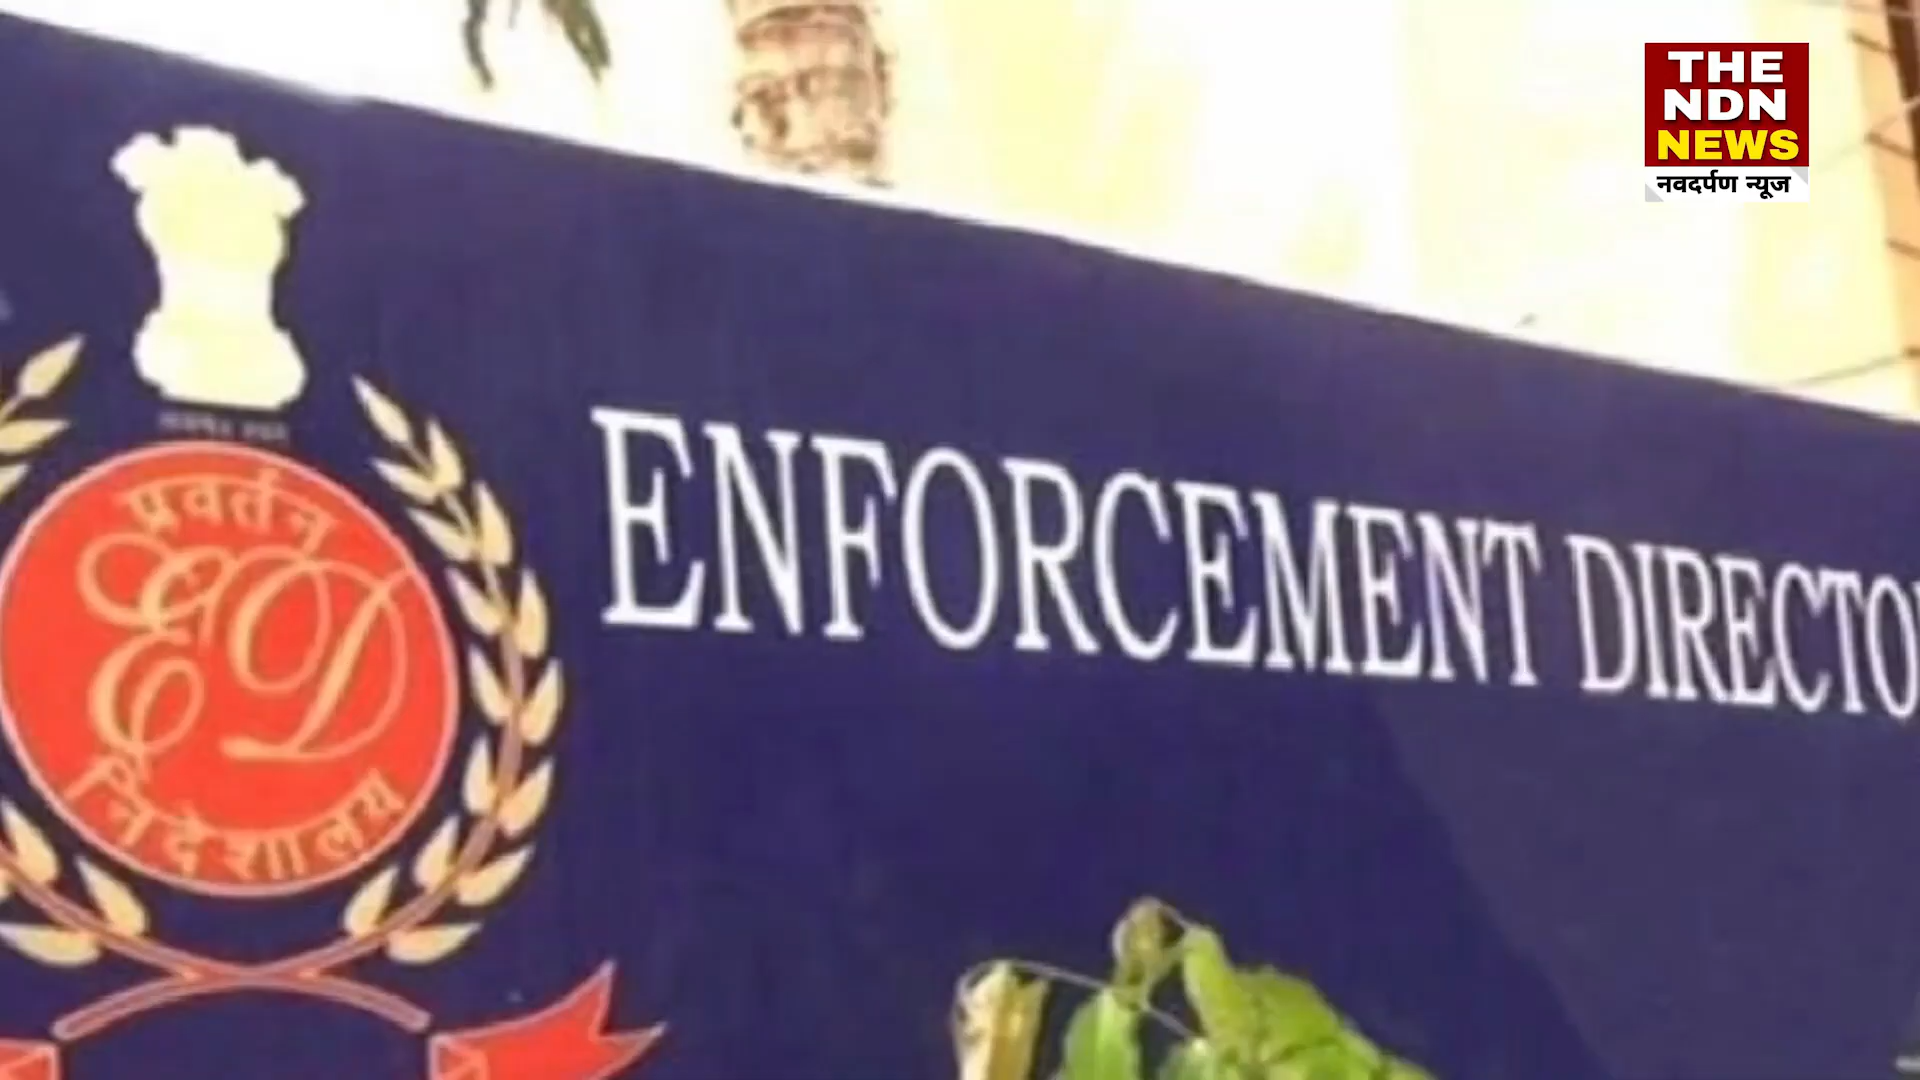 THE
NDN
NEWS
नवदर्पण न्यूज
प्रवर्तन
ED
निदेशालय
ENFORCEMENT DIRECTO